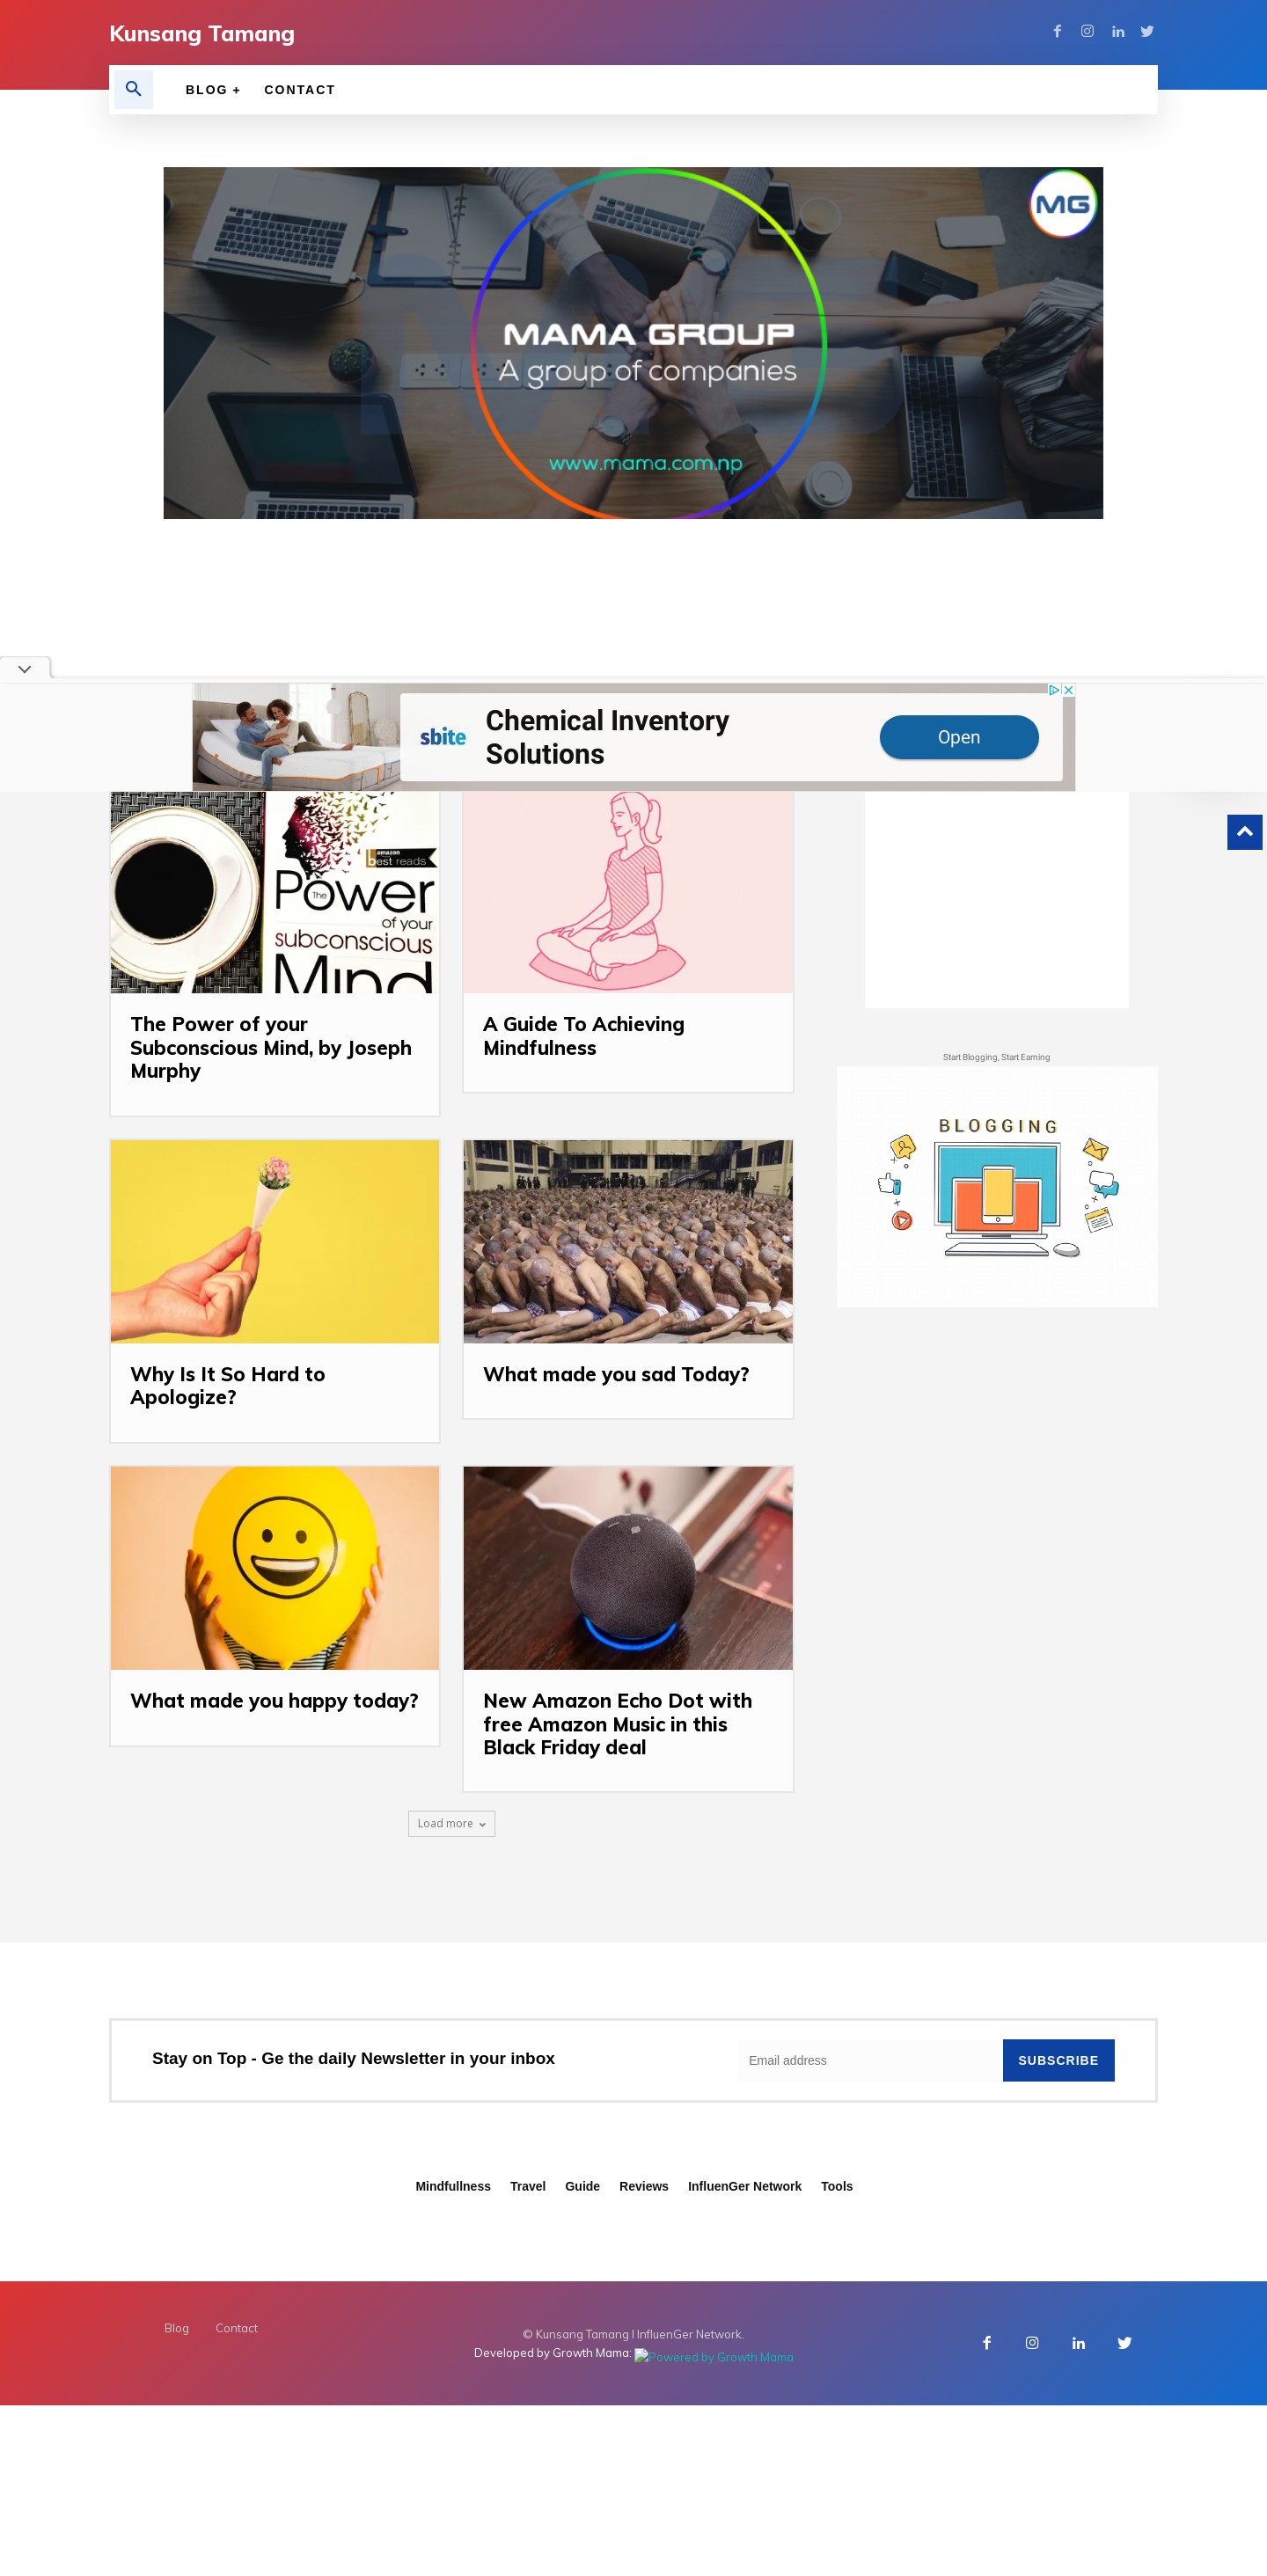 Kunsang Tamang
BLOG +
CONTACT
MG
MAMA GROUP
A group of companies
www.mama.com.np
sbite
Chemical Inventory
Solutions
Open
amazon
best reads
The
Power
of your
subconscious
Mind
The Power of your
Subconscious Mind, by Joseph
Murphy
A Guide To Achieving
Mindfulness
Start Blogging, Start Earning
BLOGGING
Why Is It So Hard to
Apologize?
What made you sad Today?
What made you happy today?
New Amazon Echo Dot with
free Amazon Music in this
Black Friday deal
Load more
Stay on Top - Ge the daily Newsletter in your inbox
Email address
SUBSCRIBE
Mindfullness Travel Guide Reviews InfluenGer Network Tools
Blog Contact
© Kunsang Tamang I InfluenGer Network.
Developed by Growth Mama: Powered by Growth Mama